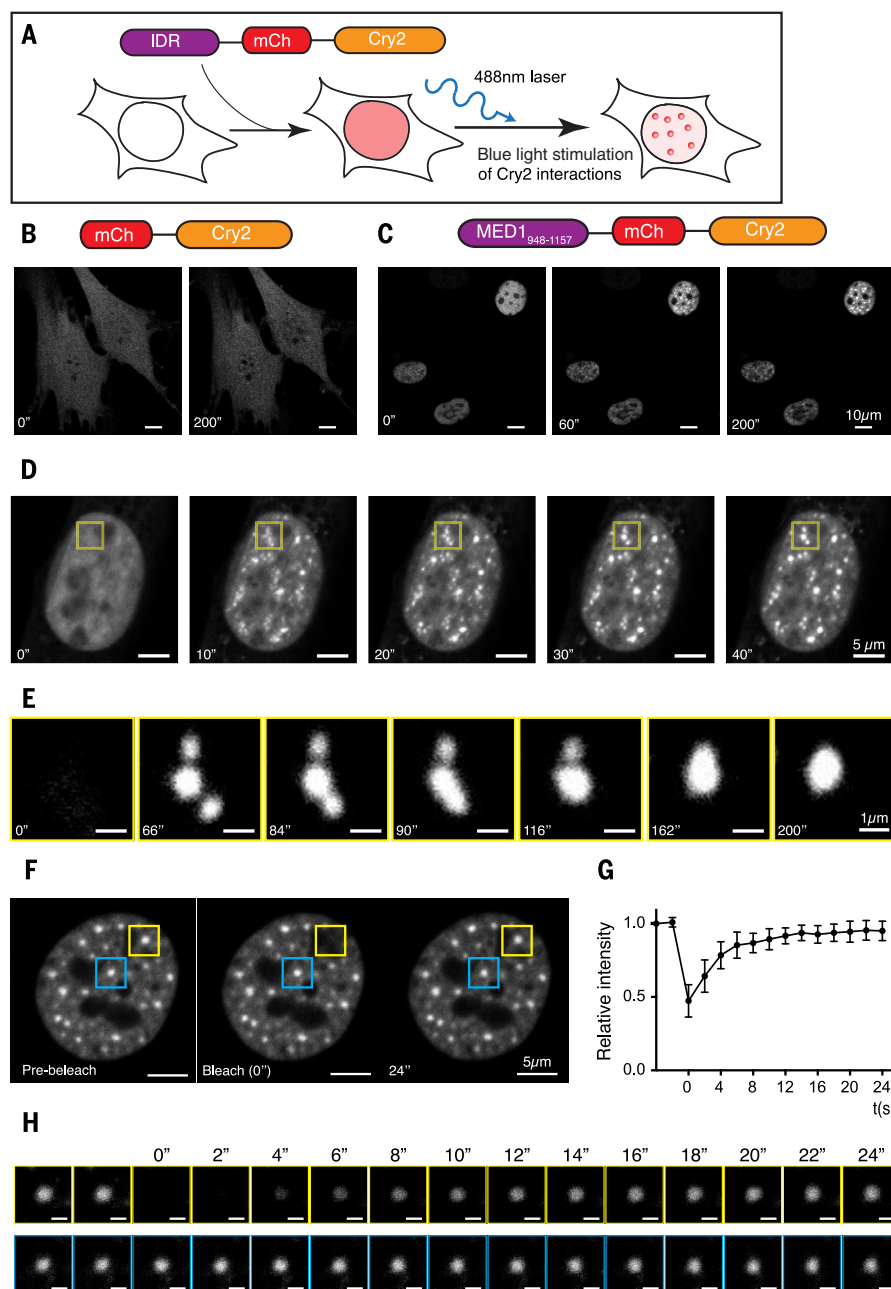 A
IDR mCh Cry2
488nm laser
Blue light stimulation
of Cry2 interactions
B
mCh Cry2
C
MED1948-1157 mCh Cry2
0” 200”
0” 60” 200” 10µm
D
0” 10” 20” 30” 40” 5 µm
E
0” 66” 84” 90” 116” 162” 200” 1µm
F
Pre-beleach Bleach (0”) 24” 5µm
G
Relative intensity
1.0
0.5
0.0
0 4 8 12 16 20 24
t(s
H
0” 2” 4” 6” 8” 10” 12” 14” 16” 18” 20” 22” 24”